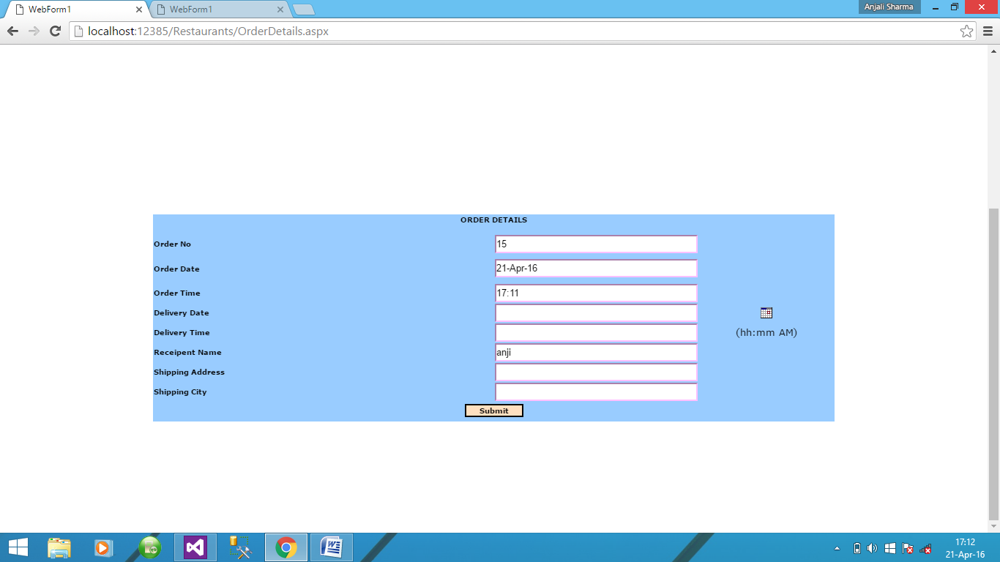 WebForm1
WebForm1
Anjali Sharma
localhost:12385/Restaurants/OrderDetails.aspx
ORDER DETAILS
Order No 15
Order Date 21-Apr-16
Order Time 17:11
Delivery Date
Delivery Time (hh:mm AM)
Receipent Name anji
Shipping Address
Shipping City
Submit
17:12
21-Apr-16